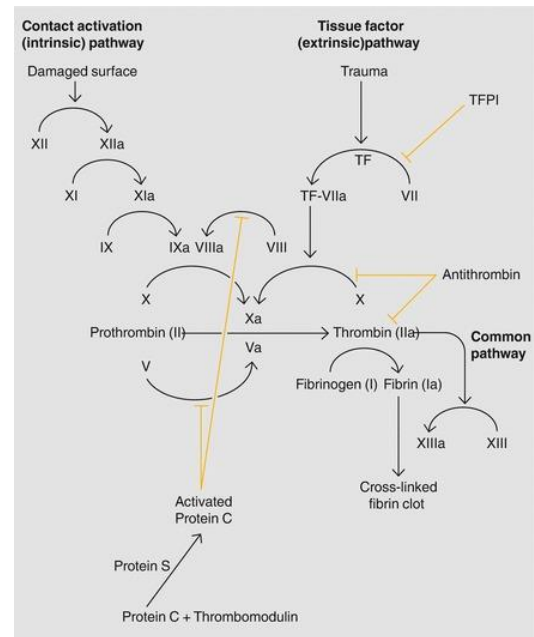 Contact activation
(intrinsic) pathway
Tissue factor
(extrinsic)pathway
Damaged surface
Trauma
TFPI
XII
XIIa
TF
XI
XIa
TF-VIIa
VII
IX
IXa
VIIIa
VIII
X
X
Antithrombin
Xa
Prothrombin (II)
Thrombin (IIa)
Common
pathway
Va
V
Fibrinogen (I)
Fibrin (Ia)
XIIIa
XIII
Cross-linked
fibrin clot
Activated
Protein C
Protein S
Protein C + Thrombomodulin